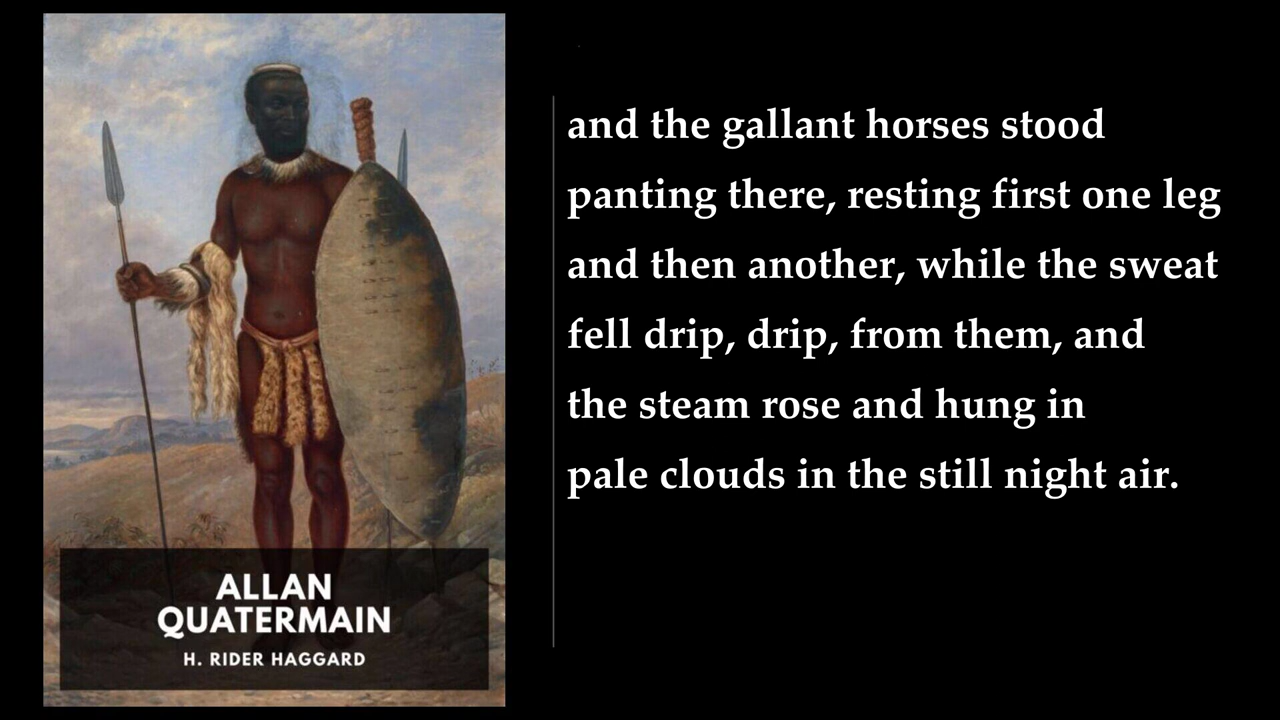 ALLAN
QUATERMAIN
H. RIDER HAGGARD
and the gallant horses stood
panting there, resting first one leg
and then another, while the sweat
fell drip, drip, from them, and
the steam rose and hung in
pale clouds in the still night air.